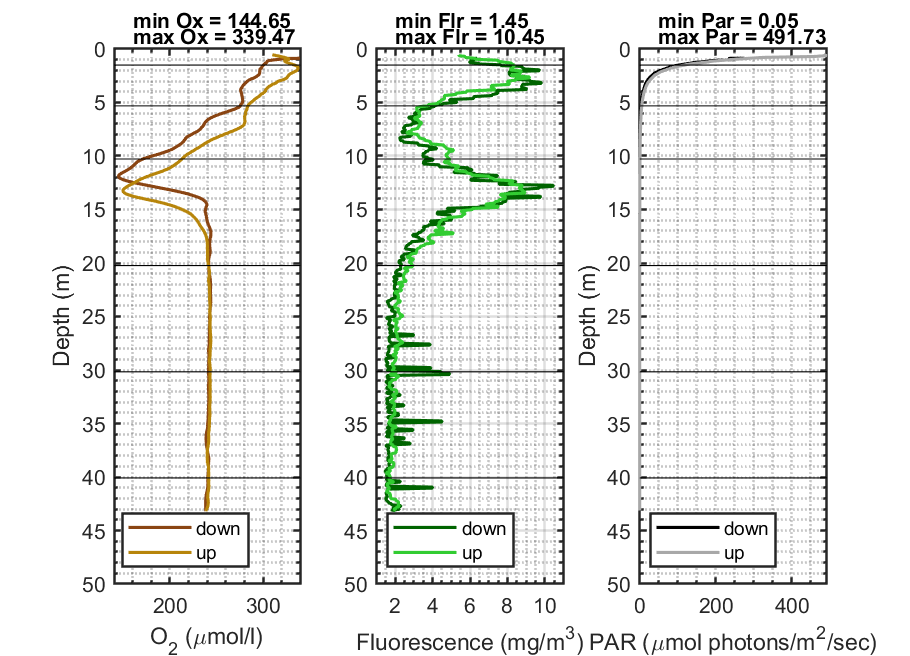 min Ox = 144.65
max Ox = 339.47
0
5
10
15
20
25
30
35
40
45
50
Depth (m)
down
up
200 300
O2 (μmol/l)
min Flr = 1.45
max Flr = 10.45
0
5
10
15
20
25
30
35
40
45
50
down
up
2 4 6 8 10
Fluorescence (mg/m3)
min Par = 0.05
max Par = 491.73
0
5
10
15
20
25
30
35
40
45
50
Depth (m)
down
up
0 200 400
PAR (μmol photons/m2/sec)